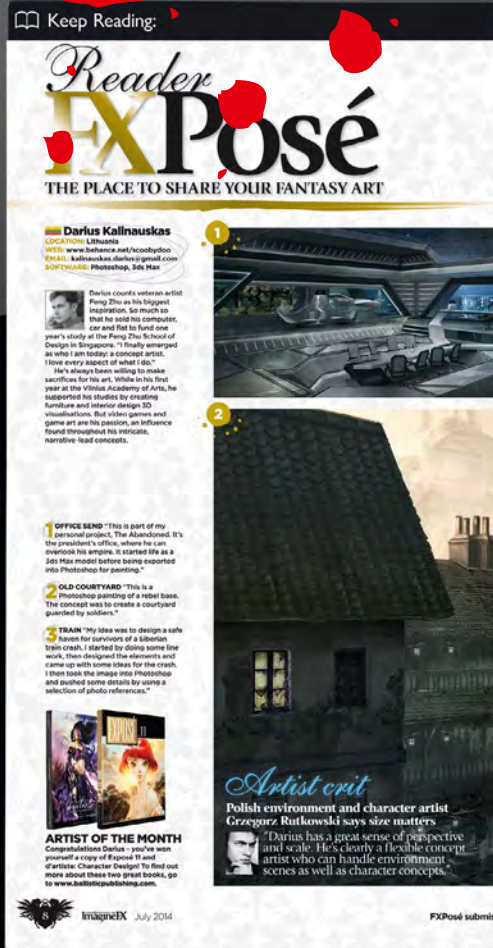 Keep Reading:
Reader
FXPosé
THE PLACE TO SHARE YOUR FANTASY ART
Darius Kalinauskas
LOCATION: Lithuania
WEB: www.behance.net/scoobydoo
EMAIL: kalinauskas.darius@gmail.com
SOFTWARE: Photoshop, 3ds Max
Darius counts veteran artist
Feng Zhu as his biggest
inspiration. So much so
that he sold his computer,
car and flat to fund one
year's study at the Feng Zhu School of
Design in Singapore. "I finally emerged
as who I am today: a concept artist.
I love every aspect of what I do."
He's always been willing to make
sacrifices for his art. While in his first
year at the Vilnius Academy of Arts, he
supported his studies by creating
furniture and interior design 3D
visualisations. But video games and
game art are his passion, an influence
found throughout his intricate,
narrative-lead concepts.
1 OFFICE SEND "This is part of my
personal project, The Abandoned. It's
the president's office, where he can
overlook his empire. It started life as a
3ds Max model before being exported
into Photoshop for painting."
2 OLD COURTYARD "This is a
Photoshop painting of a rebel base.
The concept was to create a courtyard
guarded by soldiers."
3 TRAIN "My idea was to design a safe
haven for survivors of a Siberian
train crash. I started by doing some line
work, then designed the elements and
came up with some ideas for the crash.
I then took the image into Photoshop
and pushed some details by using a
selection of photo references."
EXPOSÉ 11
ARTIST OF THE MONTH
Congratulations Darius – you've won
yourself a copy of Exposé 11 and
d'artiste: Character Design! To find out
more about these two great books, go
to www.ballisticpublishing.com.
8 ImagineFX July 2014
1
2
Artist crit
Polish environment and character artist
Grzegorz Rutkowski says size matters
"Darius has a great sense of perspective
and scale. He's clearly a flexible concept
artist who can handle environment
scenes as well as character concepts."
FXPosé submis